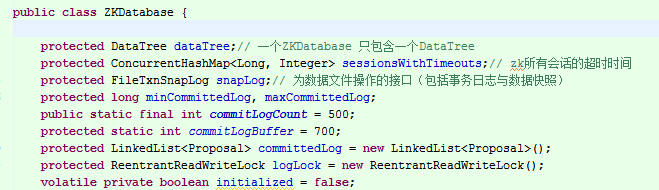 public class ZKDatabase {
protected DataTree dataTree;// 一个ZKDatabase 只包含一个DataTree
protected ConcurrentHashMap<Long, Integer> sessionsWithTimeouts;// zk所有会话的超时时间
protected FileTxnSnapLog snapLog;// 为数据文件操作的接口（包括事务日志与数据快照）
protected long minCommittedLog, maxCommittedLog;
public static final int commitLogCount = 500;
protected static int commitLogBuffer = 700;
protected LinkedList<Proposal> committedLog = new LinkedList<Proposal>();
protected ReentrantReadWriteLock logLock = new ReentrantReadWriteLock();
volatile private boolean initialized = false;